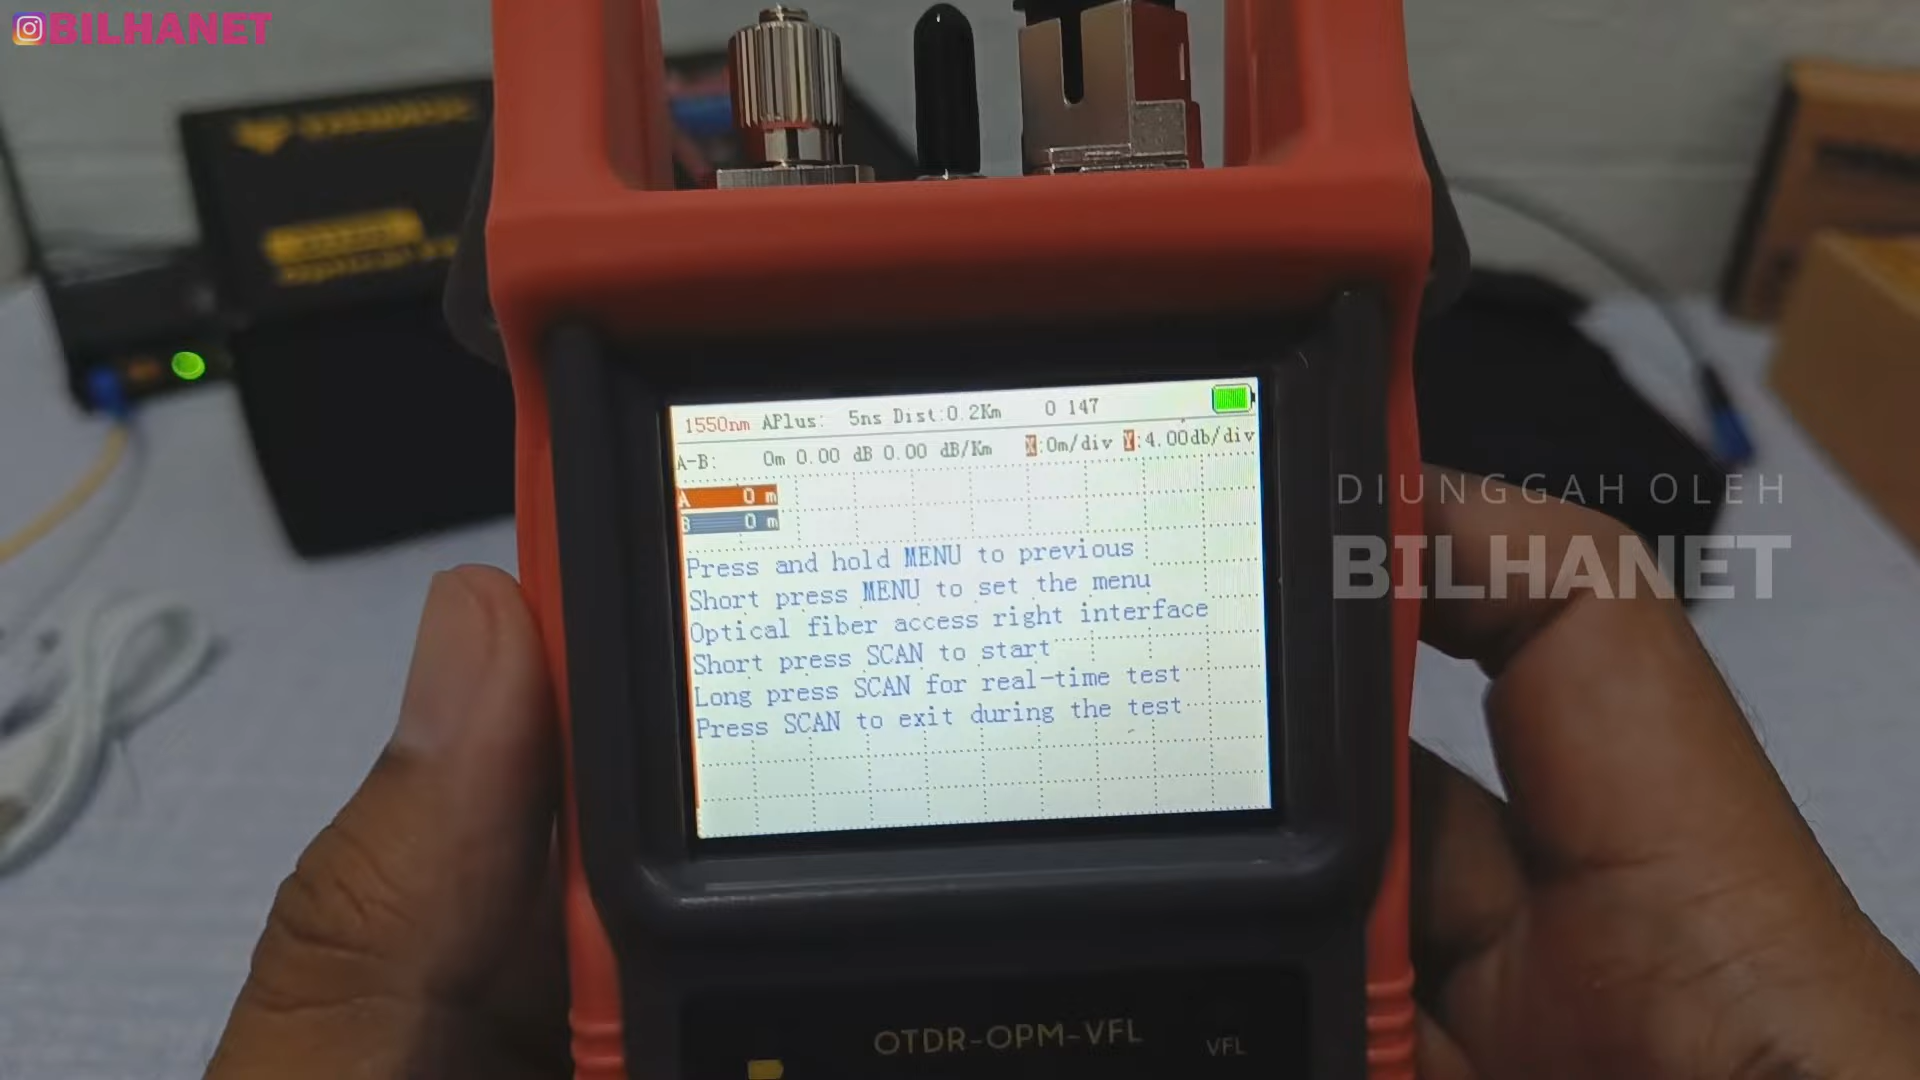 BILHANET
1550nm APlus: 5ns Dist:0.2Km 0 147
A-B: 0m 0.00 dB 0.00 dB/Km X:0m/div Y:4.00db/div
A 0 m
B 0 m
Press and hold MENU to previous
Short press MENU to set the menu
Optical fiber access right interface
Short press SCAN to start
Long press SCAN for real-time test
Press SCAN to exit during the test
DIUNGGAH OLEH
BILHANET
OTDR-OPM-VFL
VFL